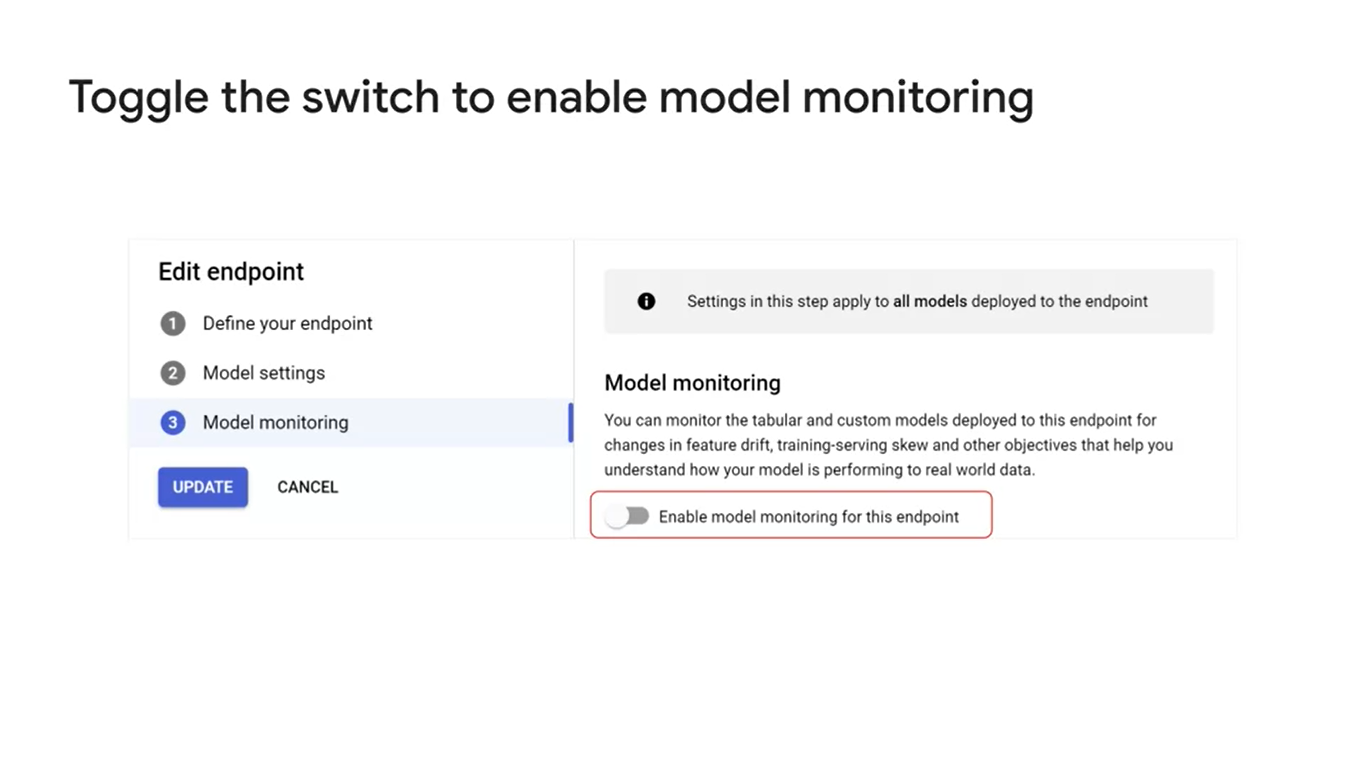 Toggle the switch to enable model monitoring
Edit endpoint
1 Define your endpoint
2 Model settings
3 Model monitoring
UPDATE CANCEL
Settings in this step apply to all models deployed to the endpoint
Model monitoring
You can monitor the tabular and custom models deployed to this endpoint for
changes in feature drift, training-serving skew and other objectives that help you
understand how your model is performing to real world data.
Enable model monitoring for this endpoint